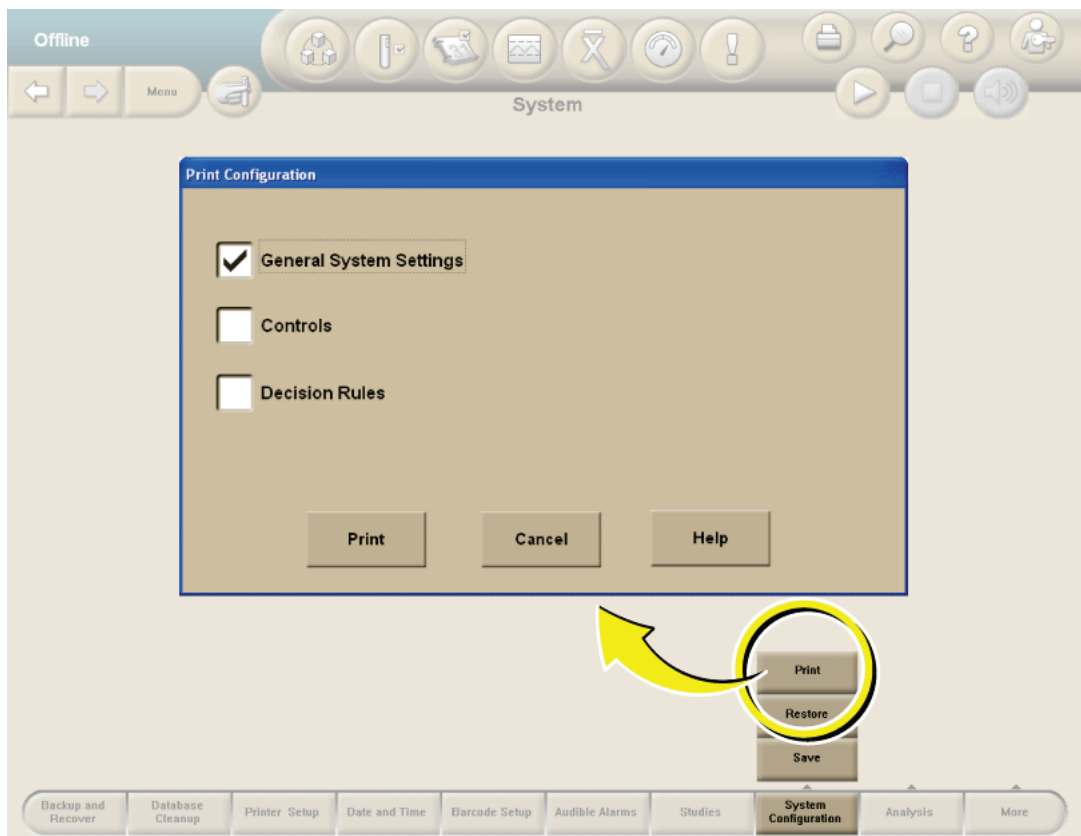 Offline
Menu
System
Print Configuration
General System Settings
Controls
Decision Rules
Print
Cancel
Help
Print
Restore
Save
Backup and
Recover
Database
Cleanup
Printer Setup
Date and Time
Barcode Setup
Audible Alarms
Studies
System
Configuration
Analysis
More